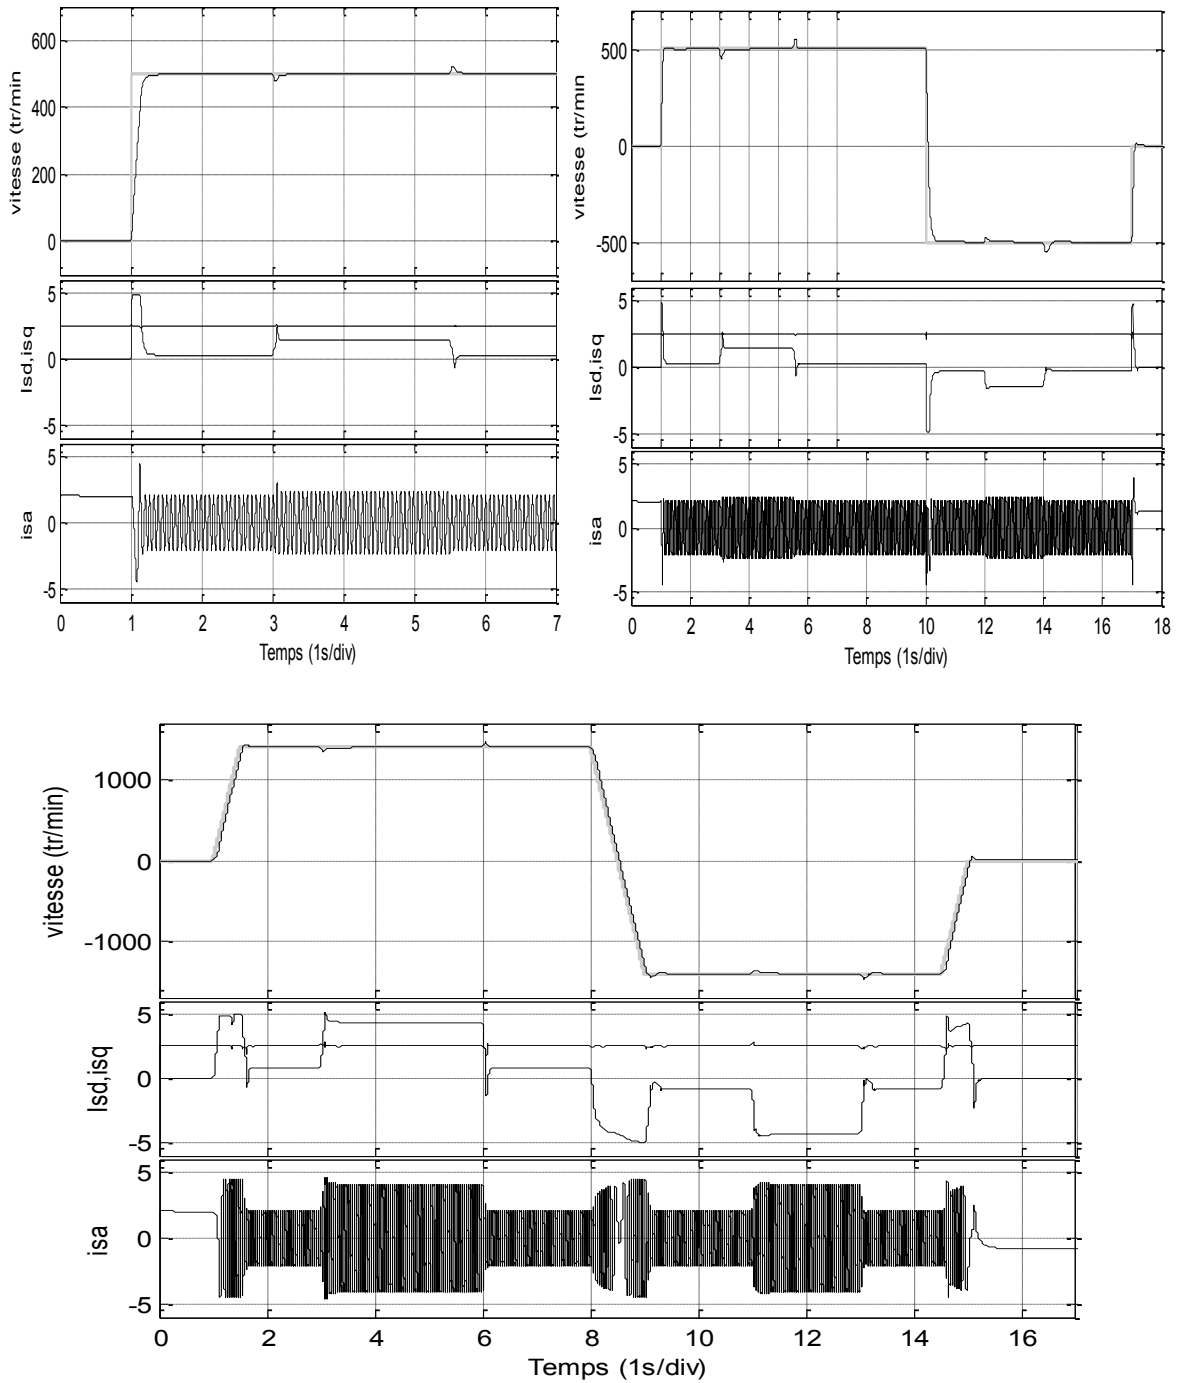 600
400
200
0
vitesse (tr/min
5
0
-5
Isd,isq
5
0
-5
isa
0 1 2 3 4 5 6 7
Temps (1s/div)
500
0
-500
vitesse (tr/min
5
0
-5
Isd,isq
5
0
-5
isa
0 2 4 6 8 10 12 14 16 18
Temps (1s/div)
1000
0
-1000
vitesse (tr/min)
5
0
-5
Isd,isq
5
0
-5
isa
0 2 4 6 8 10 12 14 16
Temps (1s/div)